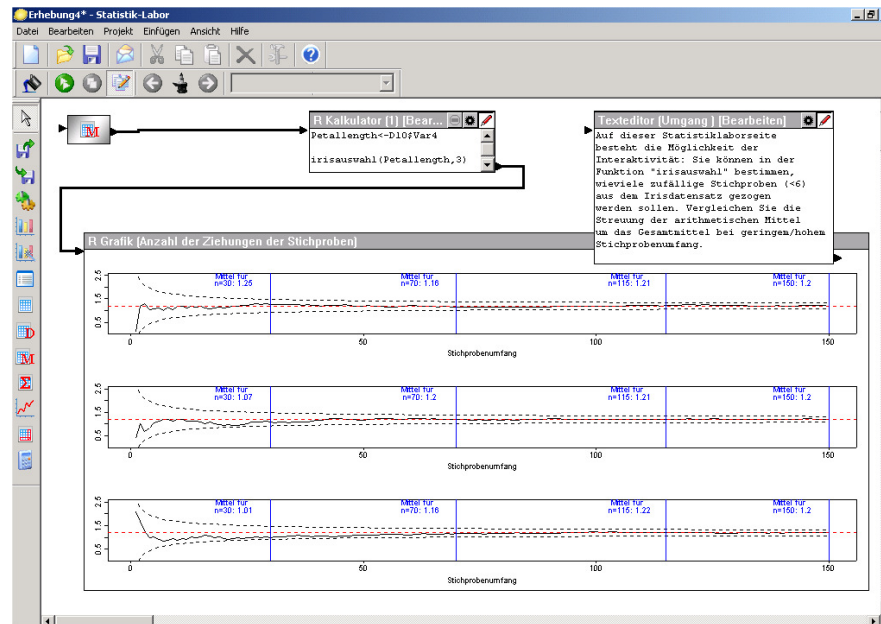 Erhebung4* - Statistik-Labor
Datei Bearbeiten Projekt Einfügen Ansicht Hilfe
M
R Kalkulator (1) [Bear...
Petallength<-D10$Var4
irisauswahl(Petallength,3)
Texteditor (Umgang ) [Bearbeiten]
Auf dieser Statistiklaborseite
besteht die Möglichkeit der
Interaktivität: Sie können in der
Funktion "irisauswahl" bestimmen,
wieviele zufällige Stichproben (<6)
aus dem Irisdatensatz gezogen
werden sollen. Vergleichen Sie die
Streuung der arithmetischen Mittel
um das Gesamtmittel bei geringem/hohem
Stichprobenumfang.
R Grafik [Anzahl der Ziehungen der Stichproben]
2.5
1.5
0.5
Mittel fur
n=30: 1.25
Mittel fur
n=70: 1.16
Mittel fur
n=115: 1.21
Mittel fur
n=150: 1.2
0 50 100 150
Stichprobenumfang
2.5
1.5
0.5
Mittel fur
n=30: 1.07
Mittel fur
n=70: 1.2
Mittel fur
n=115: 1.21
Mittel fur
n=150: 1.2
0 50 100 150
Stichprobenumfang
2.5
1.5
0.5
Mittel fur
n=30: 1.01
Mittel fur
n=70: 1.16
Mittel fur
n=115: 1.22
Mittel fur
n=150: 1.2
0 50 100 150
Stichprobenumfang
D
M
Σ